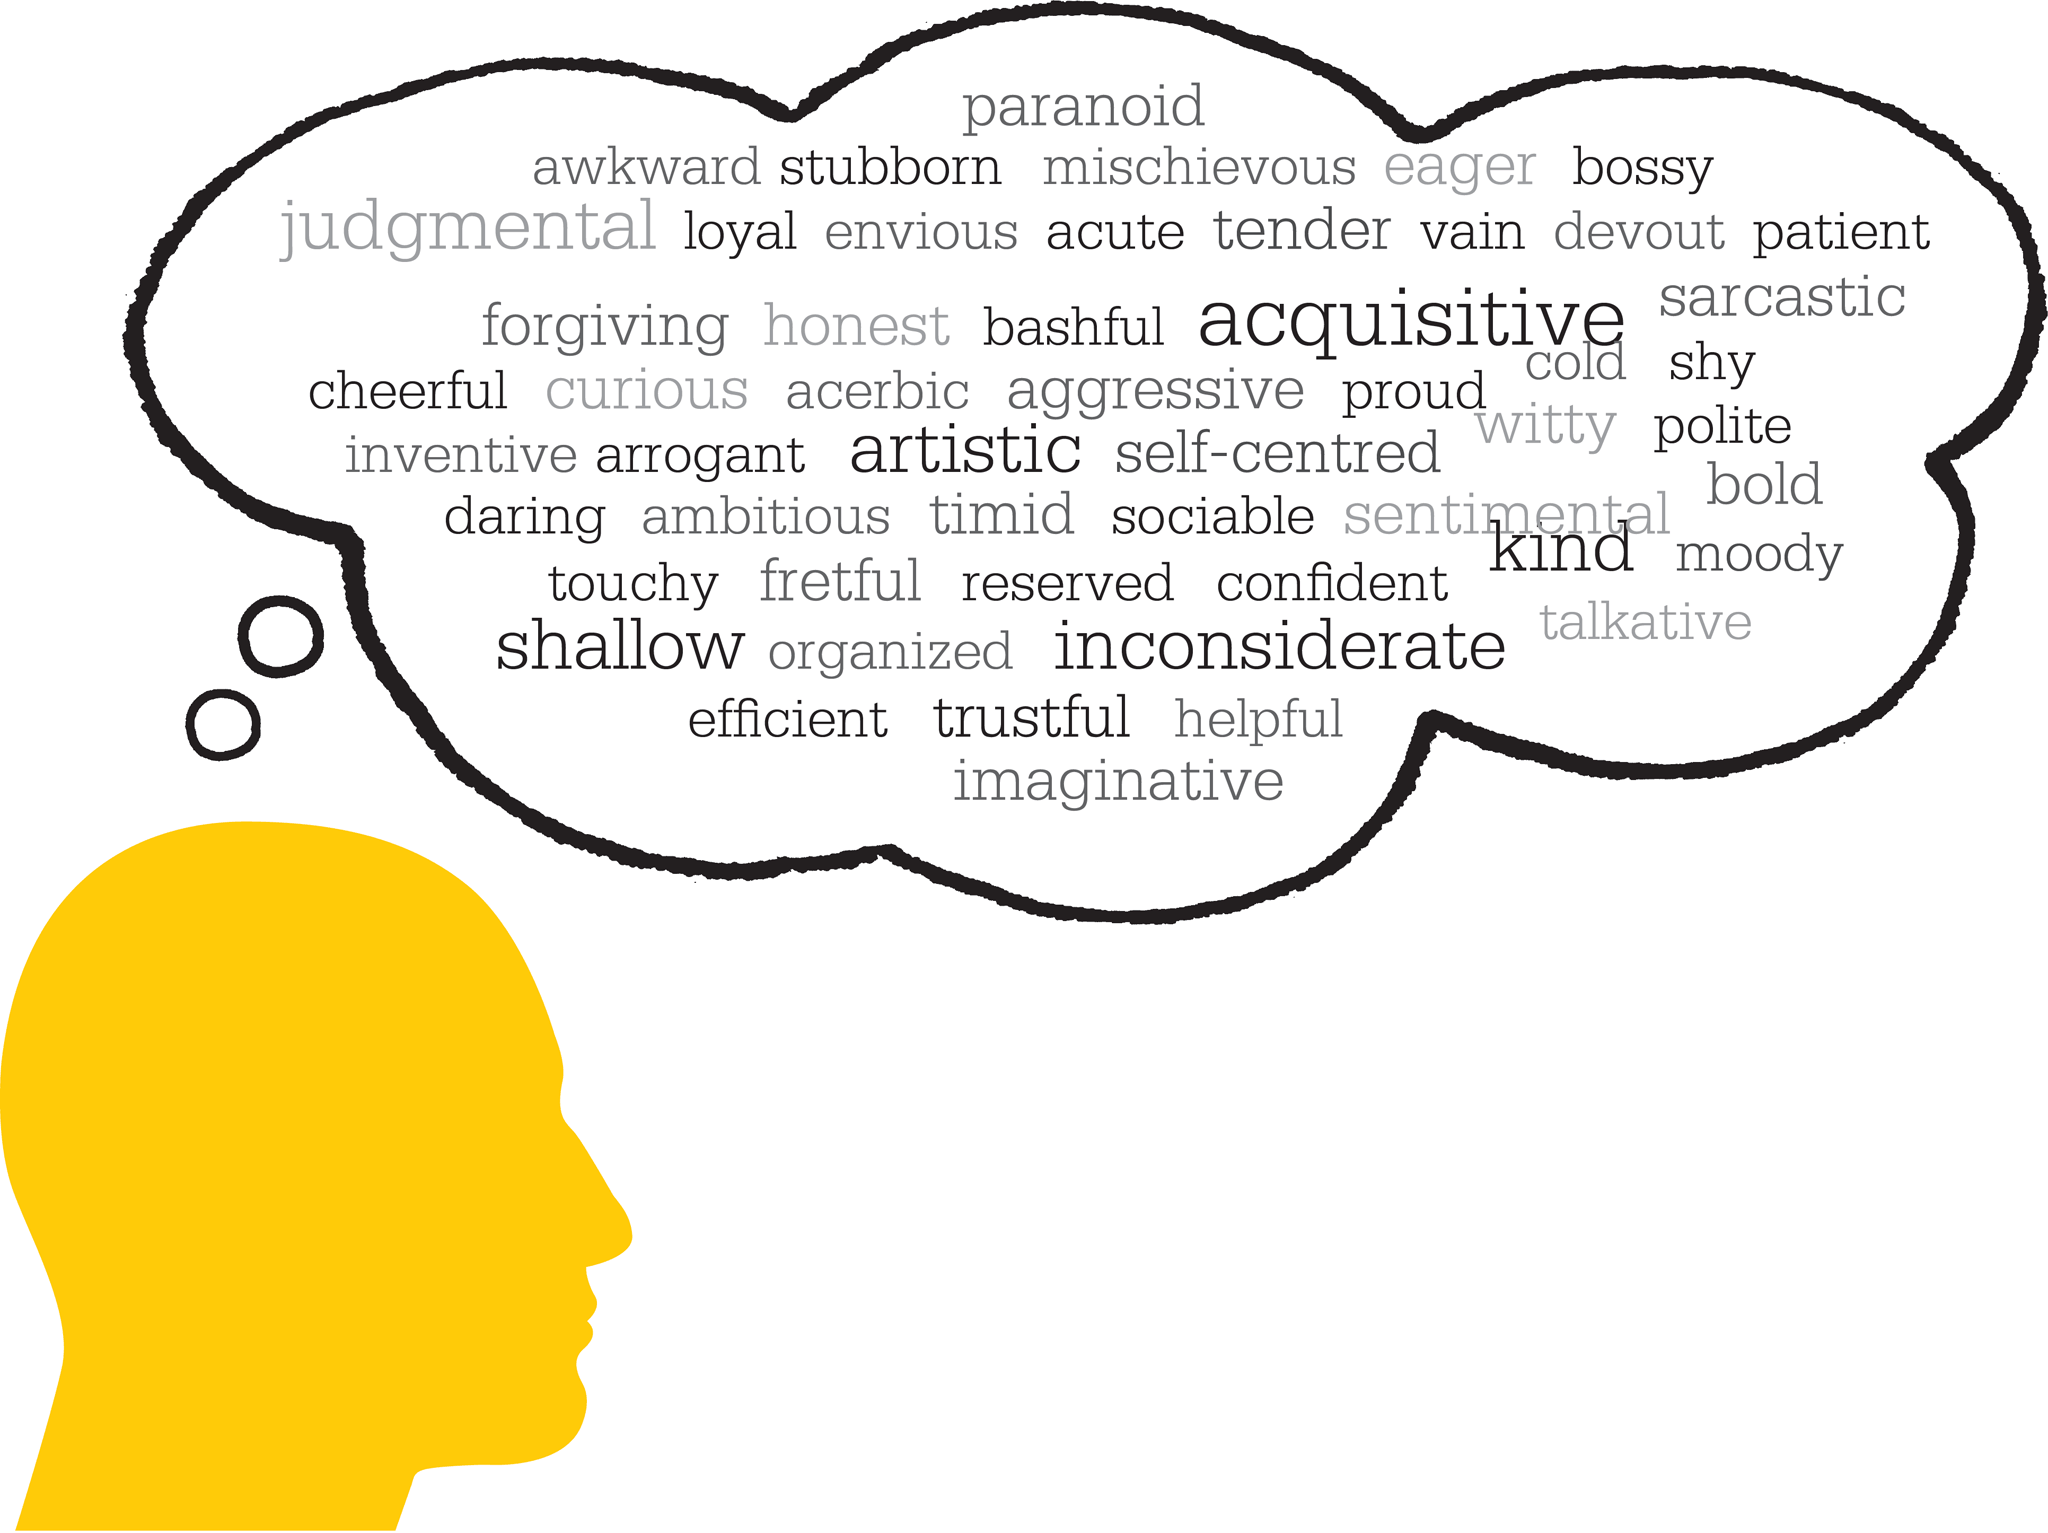 paranoid
awkward stubborn mischievous eager bossy
judgmental loyal envious acute tender vain devout patient
forgiving honest bashful acquisitive sarcastic
cold shy
cheerful curious acerbic aggressive proud
witty polite
inventive arrogant artistic self-centred
bold
daring ambitious timid sociable sentimental
kind moody
touchy fretful reserved confident
talkative
shallow organized inconsiderate
efficient trustful helpful
imaginative